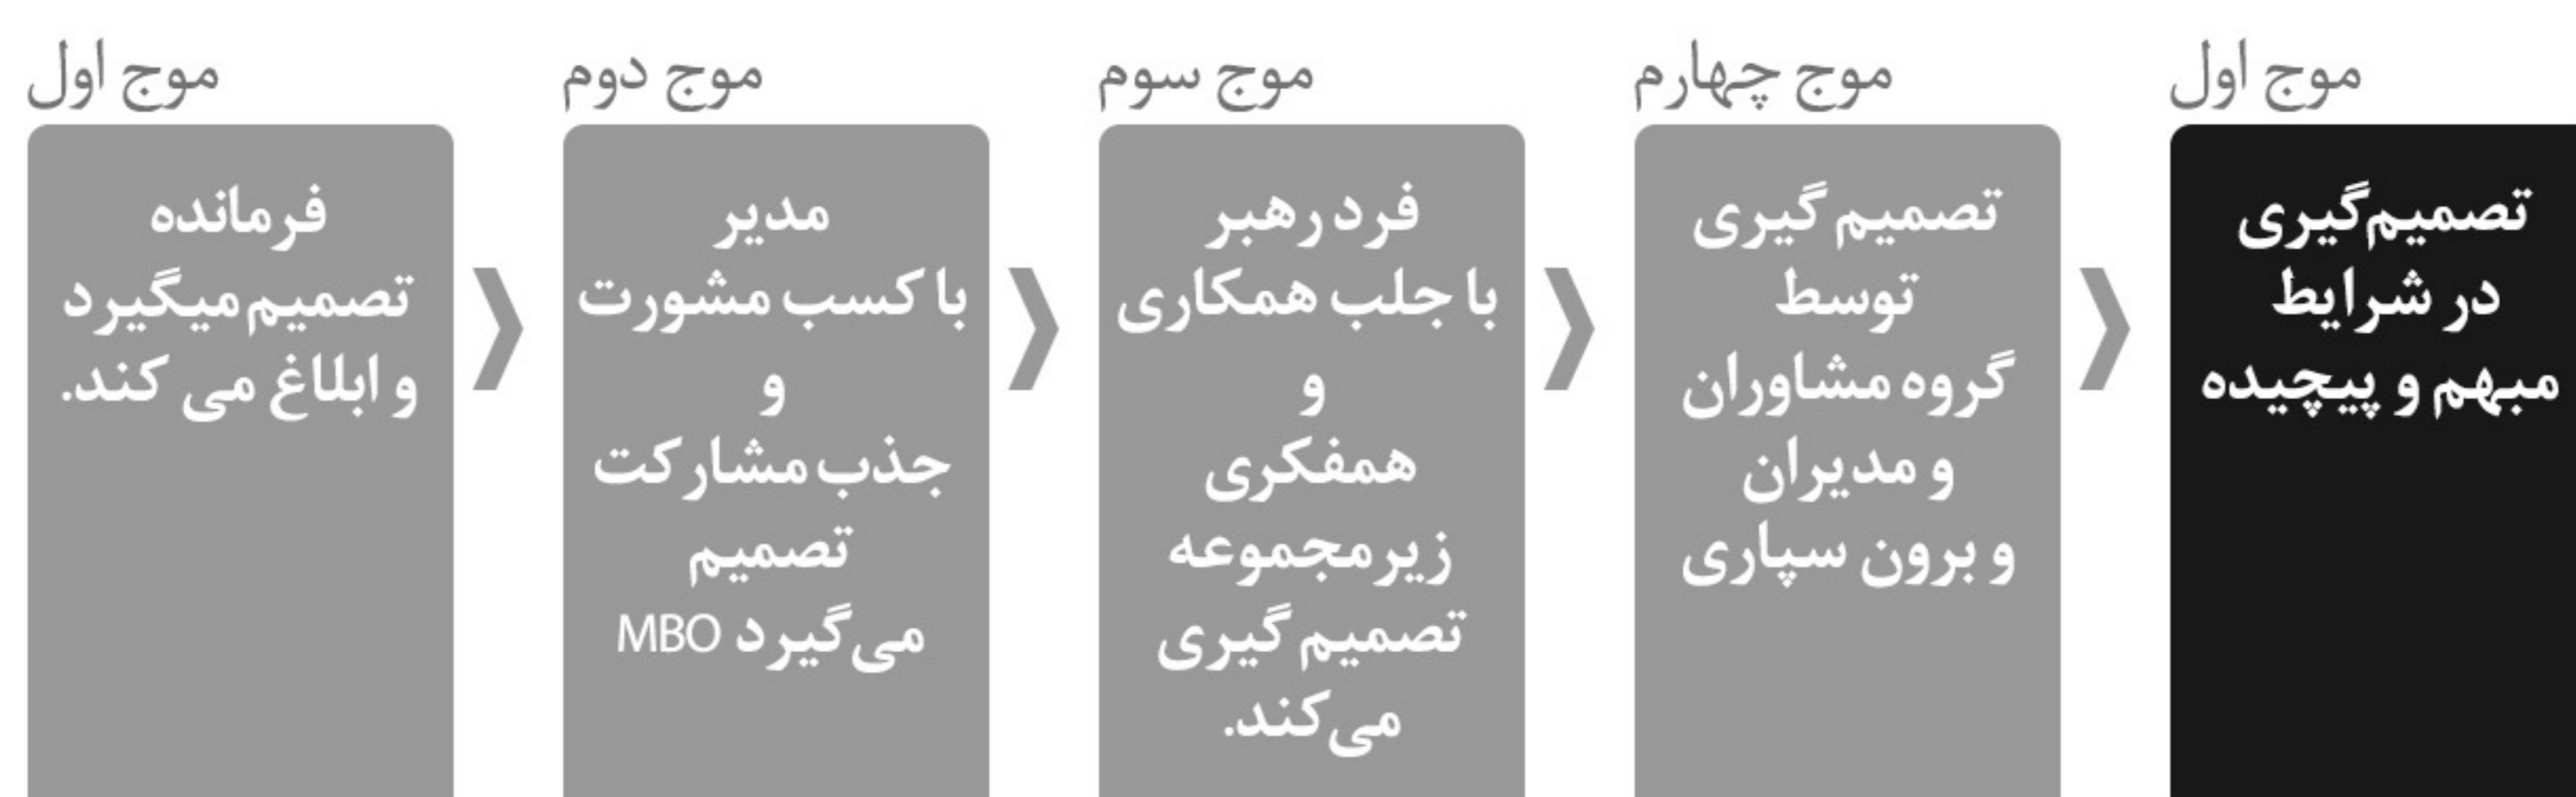 موج اول
فرمانده
تصمیم میگیرد
و ابلاغ می کند.
موج دوم
مدیر
با کسب مشورت
و
جذب مشارکت
تصمیم
می‌گیرد MBO
موج سوم
فرد رهبر
با جلب همکاری
و
همفکری
زیرمجموعه
تصمیم گیری
می‌کند.
موج چهارم
تصمیم گیری
توسط
گروه مشاوران
و مدیران
و برون سپاری
موج اول
تصمیم‌گیری
در شرایط
مبهم و پیچیده